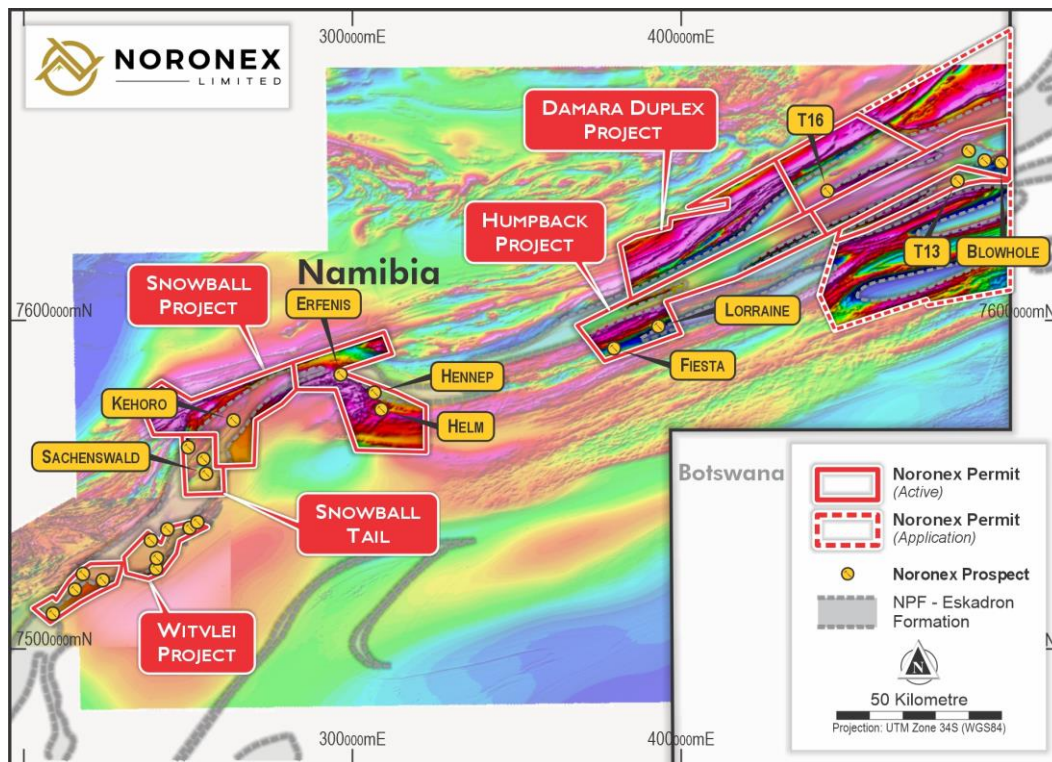 NORONEX
LIMITED
300000mE
400000mE
DAMARA DUPLEX
PROJECT
T16
HUMPBACK
PROJECT
T13
BLOWHOLE
SNOWBALL
PROJECT
Namibia
ERFENIS
7600000mN
7600000mN
LORRAINE
FIESTA
HENNEP
KEHORO
HELM
SACHENSWALD
SNOWBALL
TAIL
WITVLEI
PROJECT
7500000mN
Botswana
Noronex Permit
(Active)
Noronex Permit
(Application)
Noronex Prospect
NPF - Eskadron
Formation
N
50 Kilometre
Projection: UTM Zone 34S (WGS84)
300000mE
400000mE